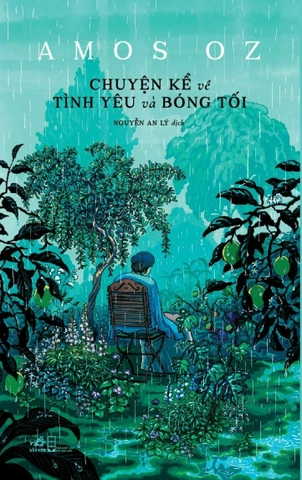 AMOS OZ
CHUYỆN KỂ về
TÌNH YÊU và BÓNG TỐI
NGUYỄN AN LÝ dịch